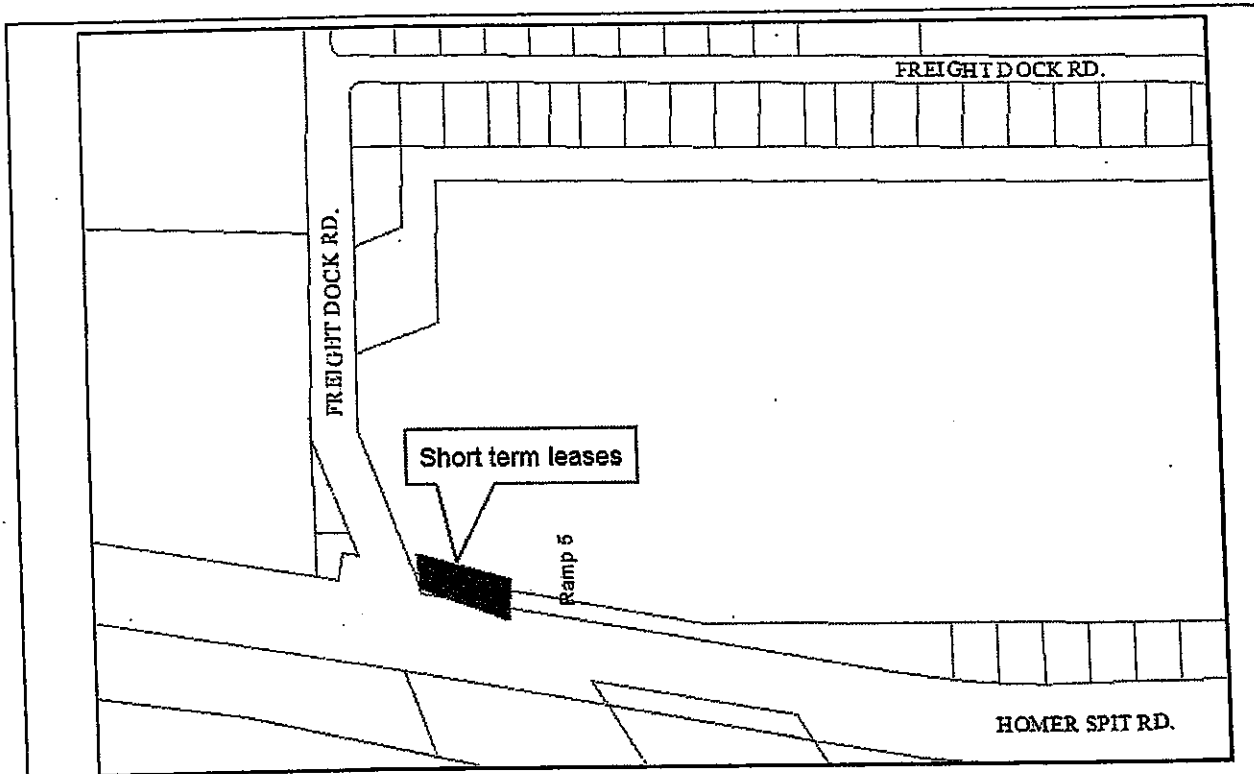 FREIGHT DOCK RD.
FREIGHT DOCK RD.
Short term leases
Ramp 5
HOMER SPIT RD.